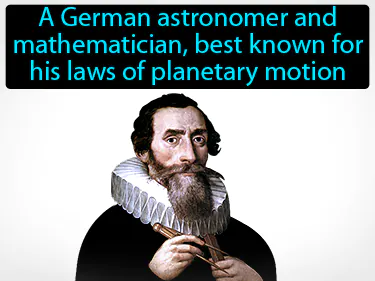 A German astronomer and
mathematician, best known for
his laws of planetary motion